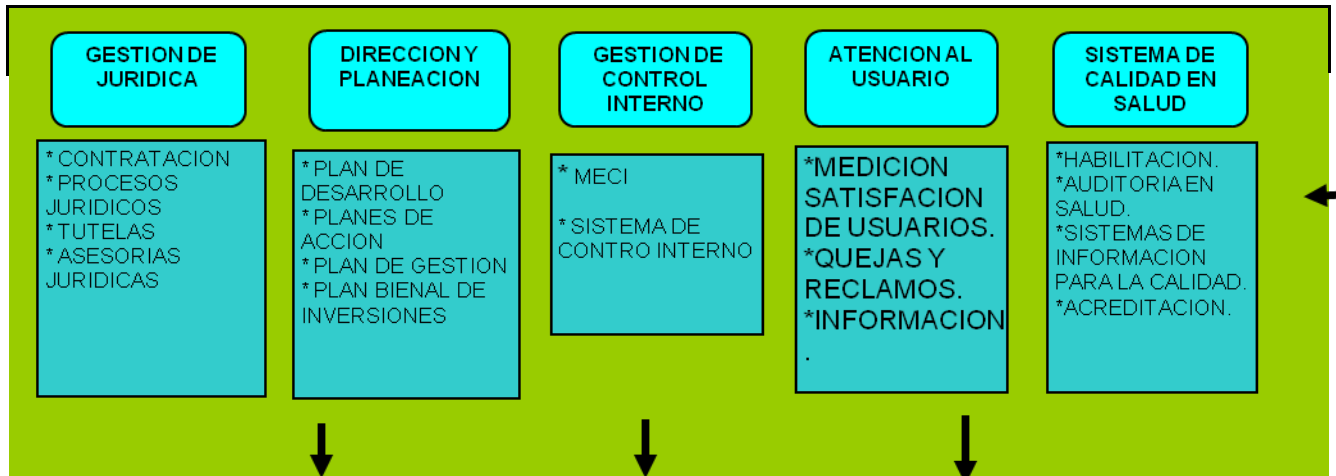 GESTION DE
JURIDICA
* CONTRATACION
* PROCESOS
JURIDICOS
* TUTELAS
* ASESORIAS
JURIDICAS
DIRECCION Y
PLANEACION
* PLAN DE
DESARROLLO
* PLANES DE
ACCION
* PLAN DE GESTION
* PLAN BIENAL DE
INVERSIONES
GESTION DE
CONTROL
INTERNO
* MECI
* SISTEMA DE
CONTRO INTERNO
ATENCION AL
USUARIO
*MEDICION
SATISFACION
DE USUARIOS.
*QUEJAS Y
RECLAMOS.
*INFORMACION
.
SISTEMA DE
CALIDAD EN
SALUD
*HABILITACION.
*AUDITORIA EN
SALUD.
*SISTEMAS DE
INFORMACION
PARA LA CALIDAD.
*ACREDITACION.